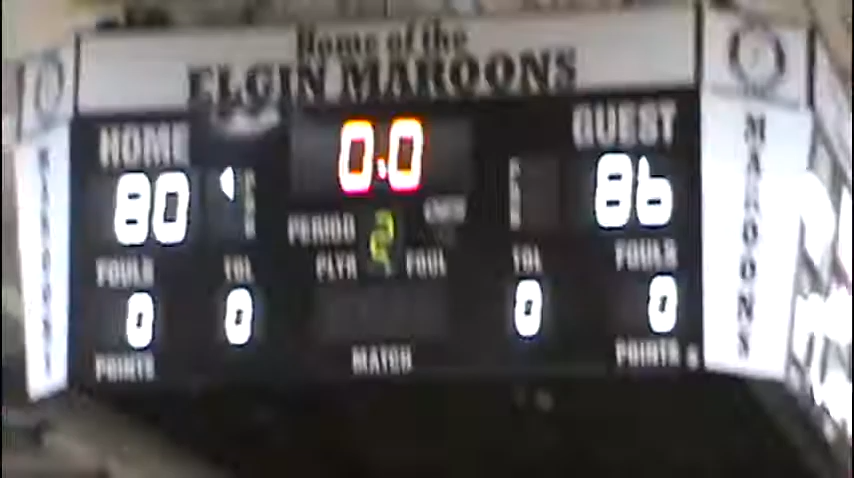 Home of the
ELGIN MAROONS
HOME 0.0 GUEST
80 86
PERIOD 2
FOULS TOL PLYR FOUL TOL FOULS
0 0 0 0
POINTS MATCH POINTS
MAROONS